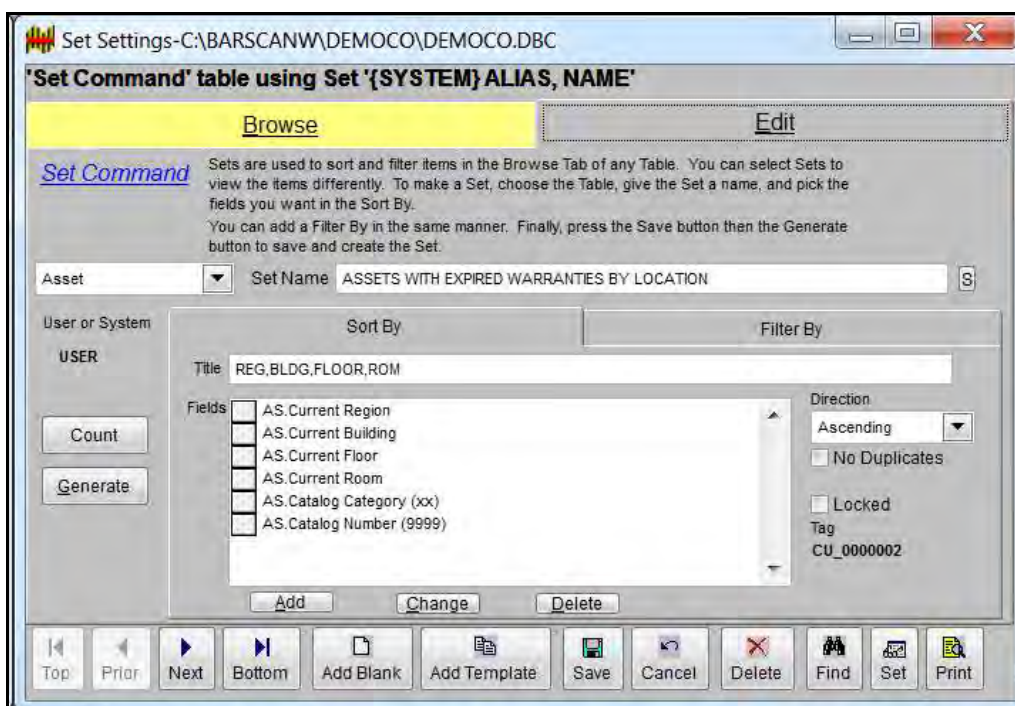 Set Settings-C:\BARSCANW\DEMOCO\DEMOCO.DBC
'Set Command' table using Set '{SYSTEM} ALIAS, NAME'
Browse
Edit
Set Command
Sets are used to sort and filter items in the Browse Tab of any Table. You can select Sets to
view the items differently. To make a Set, choose the Table, give the Set a name, and pick the
fields you want in the Sort By.
You can add a Filter By in the same manner. Finally, press the Save button then the Generate
button to save and create the Set.
Asset
Set Name ASSETS WITH EXPIRED WARRANTIES BY LOCATION
S
User or System
USER
Count
Generate
Sort By
Filter By
Title REG,BLDG,FLOOR,ROM
Fields
AS.Current Region
AS.Current Building
AS.Current Floor
AS.Current Room
AS.Catalog Category (xx)
AS.Catalog Number (9999)
Direction
Ascending
No Duplicates
Locked
Tag
CU_0000002
Add
Change
Delete
Top
Prior
Next
Bottom
Add Blank
Add Template
Save
Cancel
Delete
Find
Set
Print